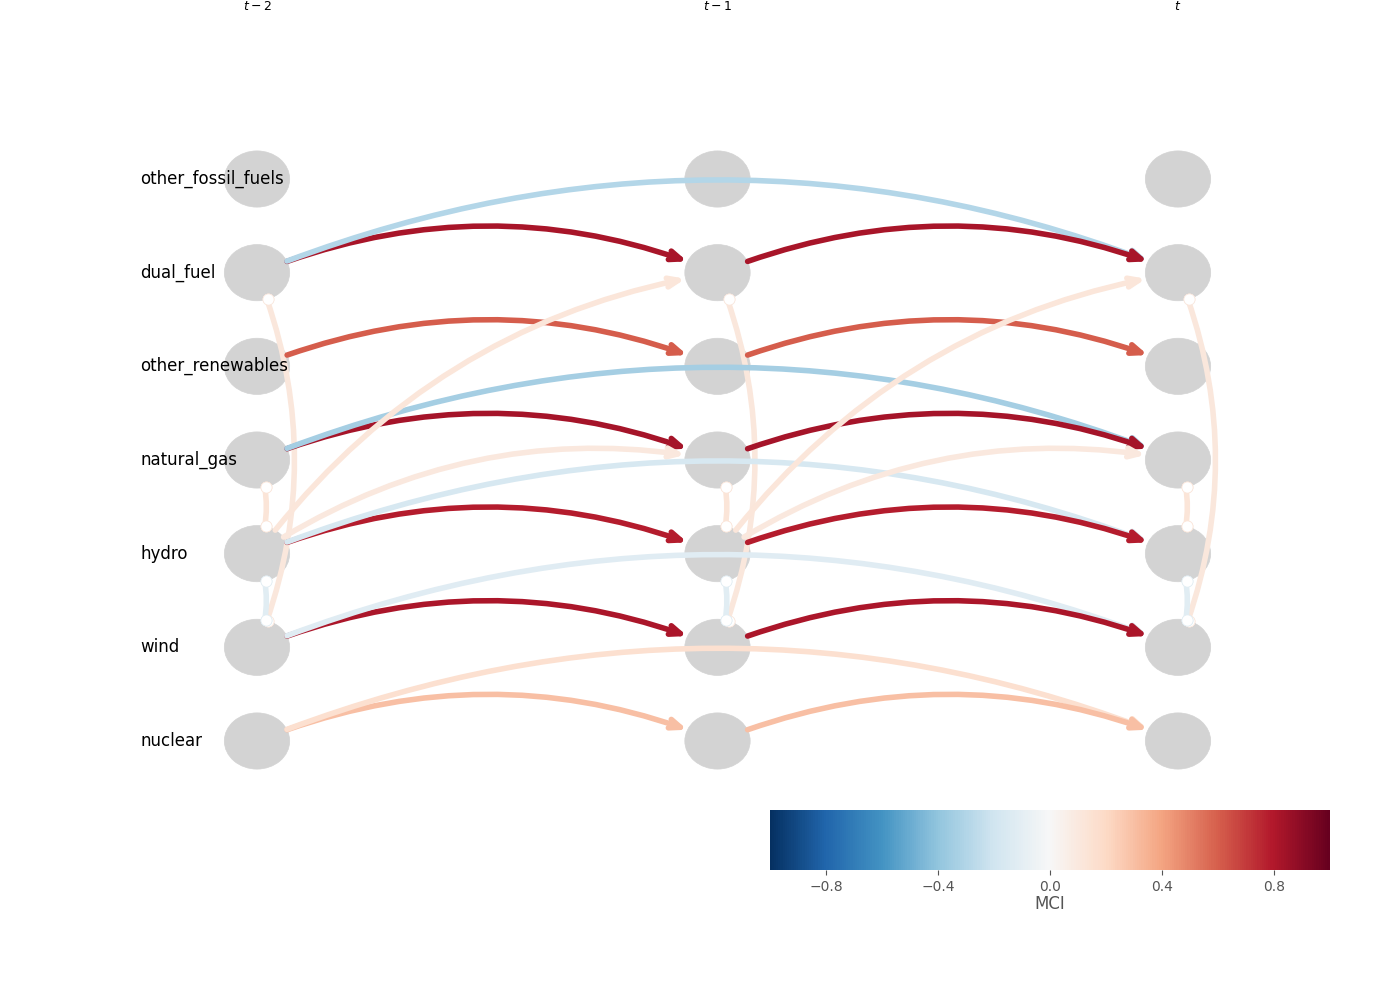 t − 2 t − 1 t
other_fossil_fuels
dual_fuel
other_renewables
natural_gas
hydro
wind
nuclear
−0.8 −0.4 0.0 0.4 0.8
MCI